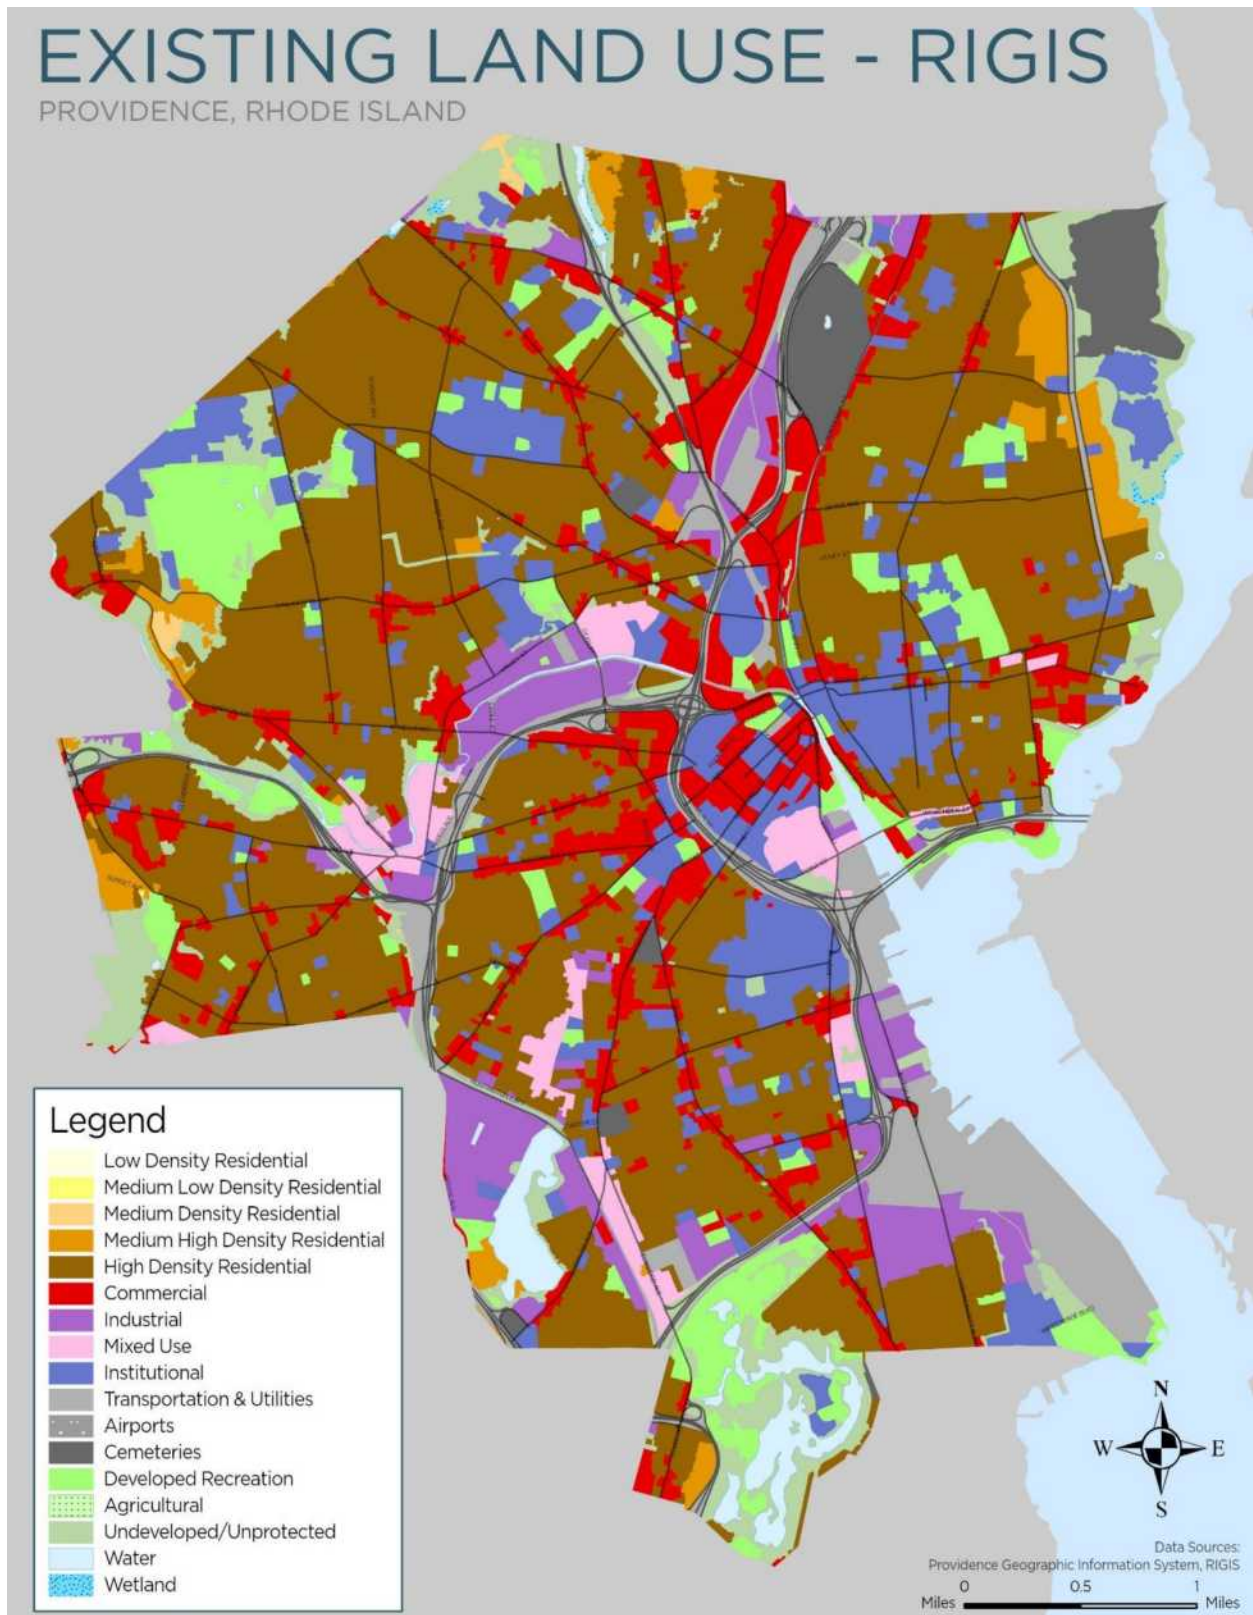 EXISTING LAND USE - RIGIS
PROVIDENCE, RHODE ISLAND
Legend
Low Density Residential
Medium Low Density Residential
Medium Density Residential
Medium High Density Residential
High Density Residential
Commercial
Industrial
Mixed Use
Institutional
Transportation & Utilities
Airports
Cemeteries
Developed Recreation
Agricultural
Undeveloped/Unprotected
Water
Wetland
N
W E
S
Data Sources:
Providence Geographic Information System, RIGIS
0 0.5 1
Miles Miles